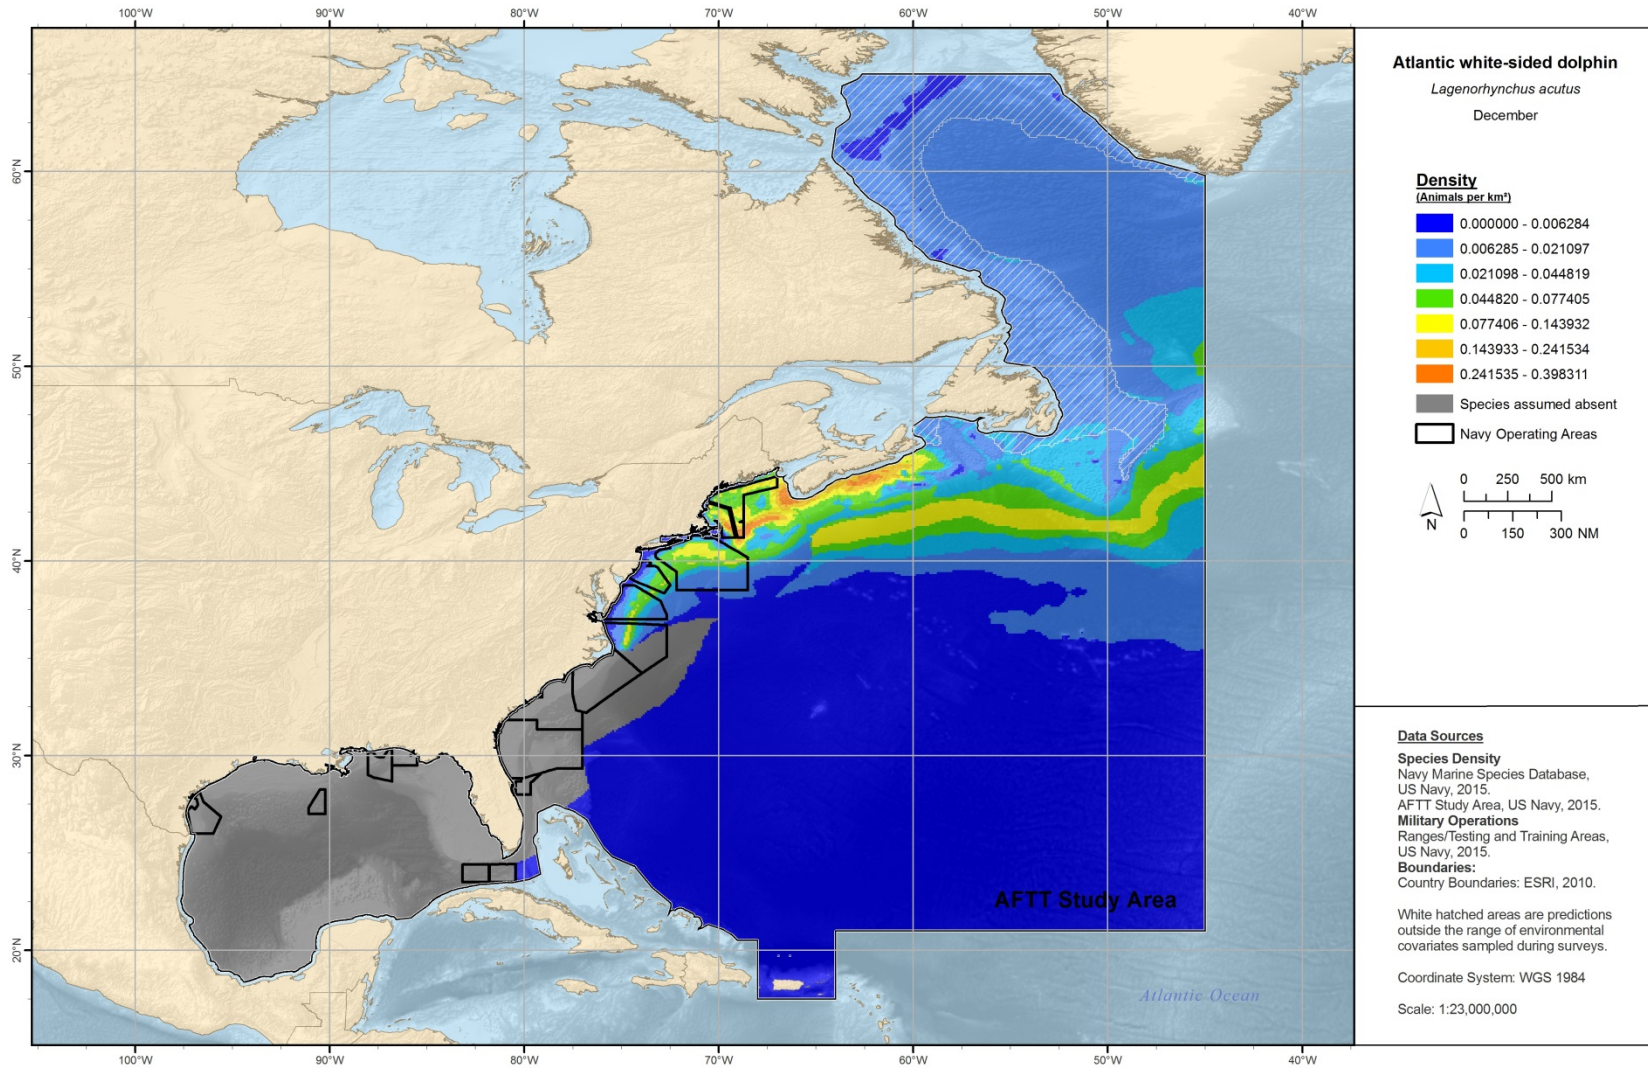 100°W 90°W 80°W 70°W 60°W 50°W 40°W
60°N
50°N
40°N
30°N
20°N
AFTT Study Area
Atlantic Ocean
100°W 90°W 80°W 70°W 60°W 50°W 40°W
Atlantic white-sided dolphin
Lagenorhynchus acutus
December
Density
(Animals per km²)
0.000000 - 0.006284
0.006285 - 0.021097
0.021098 - 0.044819
0.044820 - 0.077405
0.077406 - 0.143932
0.143933 - 0.241534
0.241535 - 0.398311
Species assumed absent
Navy Operating Areas
N
0 250 500 km
0 150 300 NM
Data Sources
Species Density
Navy Marine Species Database,
US Navy, 2015.
AFTT Study Area, US Navy, 2015.
Military Operations
Ranges/Testing and Training Areas,
US Navy, 2015.
Boundaries:
Country Boundaries: ESRI, 2010.
White hatched areas are predictions
outside the range of environmental
covariates sampled during surveys.
Coordinate System: WGS 1984
Scale: 1:23,000,000